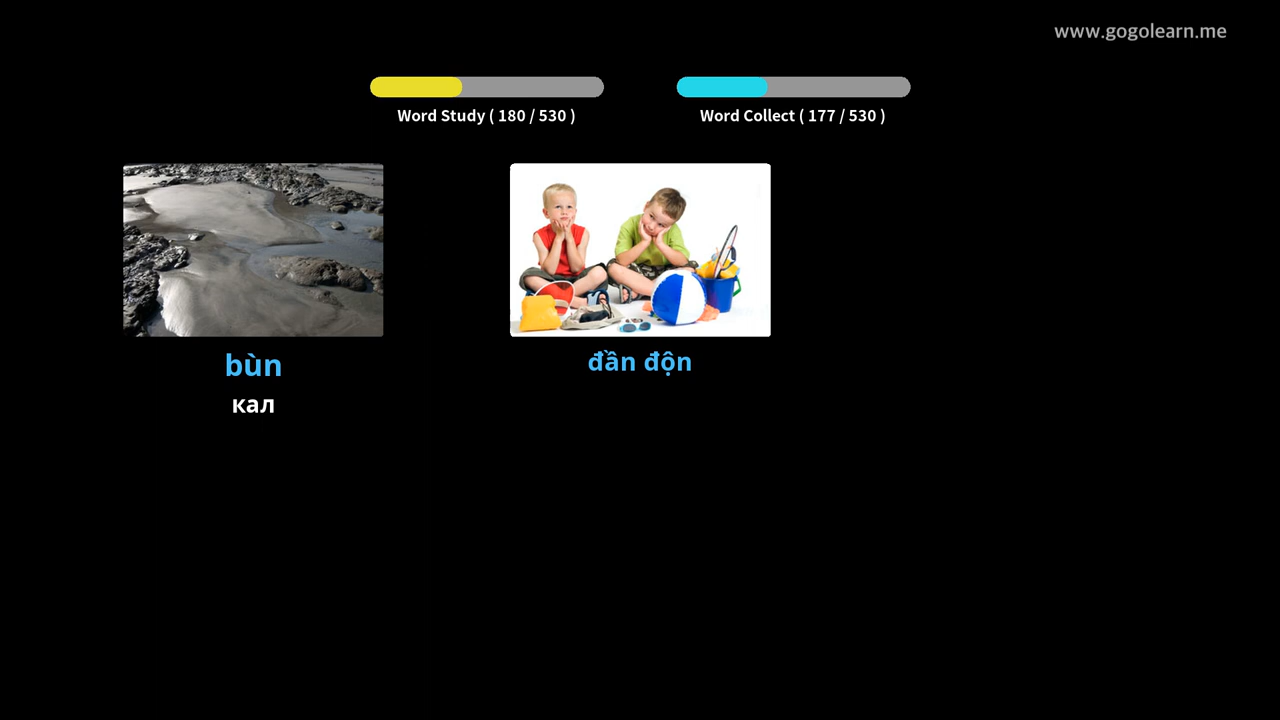 www.gogolearn.me
Word Study ( 180 / 530 )
Word Collect ( 177 / 530 )
bùn
кал
đần độn